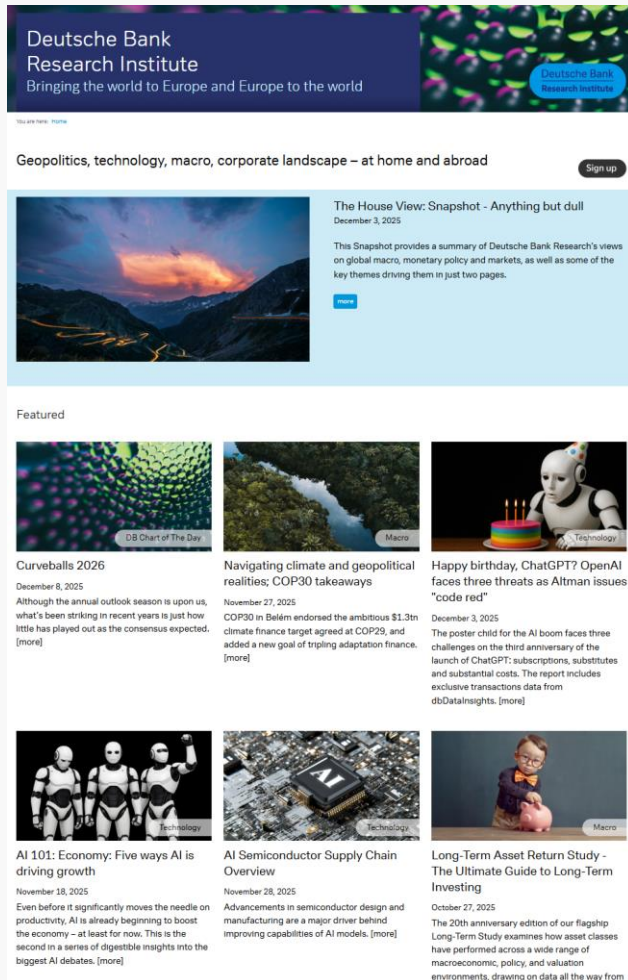 Deutsche Bank
Research Institute
Bringing the world to Europe and Europe to the world
Deutsche Bank
Research Institute
You are here: Home
Geopolitics, technology, macro, corporate landscape – at home and abroad
Sign up
The House View: Snapshot - Anything but dull
December 3, 2025
This Snapshot provides a summary of Deutsche Bank Research's views
on global macro, monetary policy and markets, as well as some of the
key themes driving them in just two pages.
more
Featured
DB Chart of The Day
Curveballs 2026
December 8, 2025
Although the annual outlook season is upon us,
what's been striking in recent years is just how
little has played out as the consensus expected.
[more]
Macro
Navigating climate and geopolitical
realities; COP30 takeaways
November 27, 2025
COP30 in Belém endorsed the ambitious $1.3tn
climate finance target agreed at COP29, and
added a new goal of tripling adaptation finance.
[more]
Technology
Happy birthday, ChatGPT? OpenAI
faces three threats as Altman issues
"code red"
December 3, 2025
The poster child for the AI boom faces three
challenges on the third anniversary of the
launch of ChatGPT: subscriptions, substitutes
and substantial costs. The report includes
exclusive transactions data from
dbDataInsights. [more]
Technology
AI 101: Economy: Five ways AI is
driving growth
November 18, 2025
Even before it significantly moves the needle on
productivity, AI is already beginning to boost
the economy – at least for now. This is the
second in a series of digestible insights into the
biggest AI debates. [more]
AI
Technology
AI Semiconductor Supply Chain
Overview
November 28, 2025
Advancements in semiconductor design and
manufacturing are a major driver behind
improving capabilities of AI models. [more]
Macro
Long-Term Asset Return Study -
The Ultimate Guide to Long-Term
Investing
October 27, 2025
The 20th anniversary edition of our flagship
Long-Term Study examines how asset classes
have performed across a wide range of
macroeconomic, policy, and valuation
environments, drawing on data all the way from